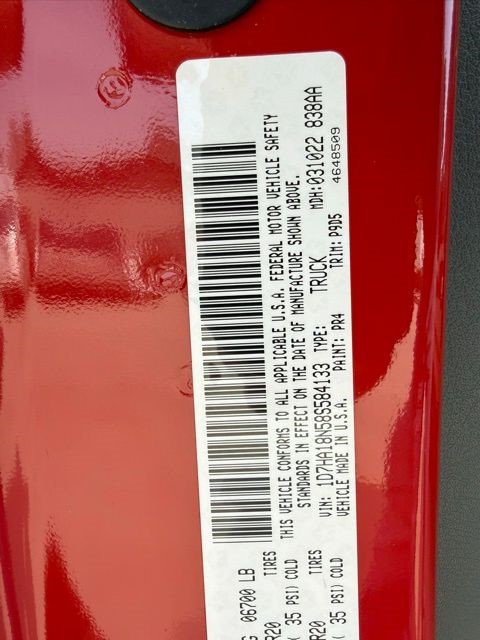 G 06700 LB
R20 TIRES
( 35 PSI) COLD
R20 TIRES
( 35 PSI) COLD
THIS VEHICLE CONFORMS TO ALL APPLICABLE U.S.A. FEDERAL MOTOR VEHICLE SAFETY
STANDARDS IN EFFECT ON THE DATE OF MANUFACTURE SHOWN ABOVE.
VIN: 1D7HA18N58S584133 TYPE: TRUCK MDH:031022 838AA
VEHICLE MADE IN U.S.A. PAINT: PR4 TRIM: P9D5 4648509